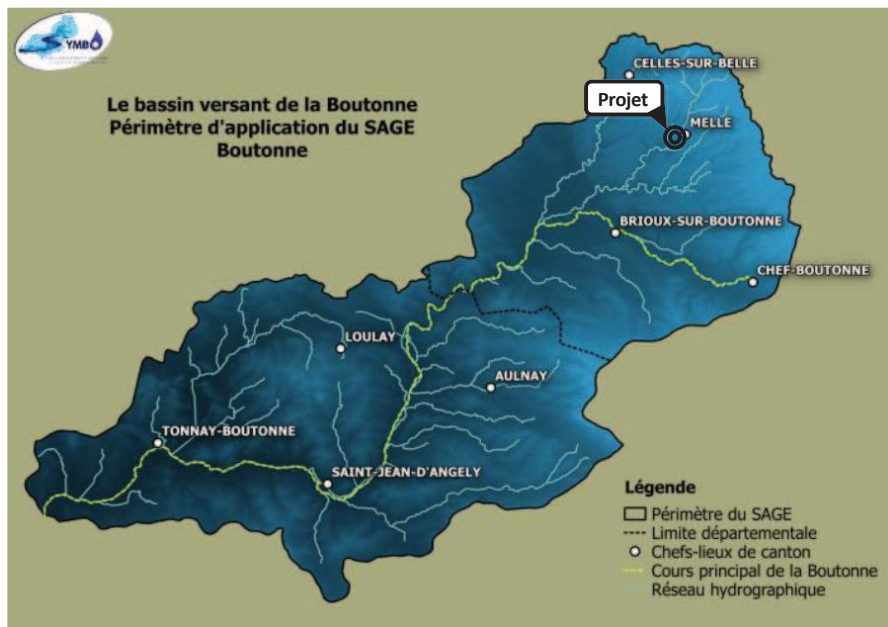 YMBO
Le bassin versant de la Boutonne
Périmètre d'application du SAGE
Boutonne
CELLES-SUR-BELLE
Projet
MELLE
BRIOUX-SUR-BOUTONNE
CHEF-BOUTONNE
LOULAY
AULNAY
TONNAY-BOUTONNE
SAINT-JEAN-D'ANGELY
Légende
Périmètre du SAGE
Limite départementale
Chefs-lieux de canton
Cours principal de la Boutonne
Réseau hydrographique